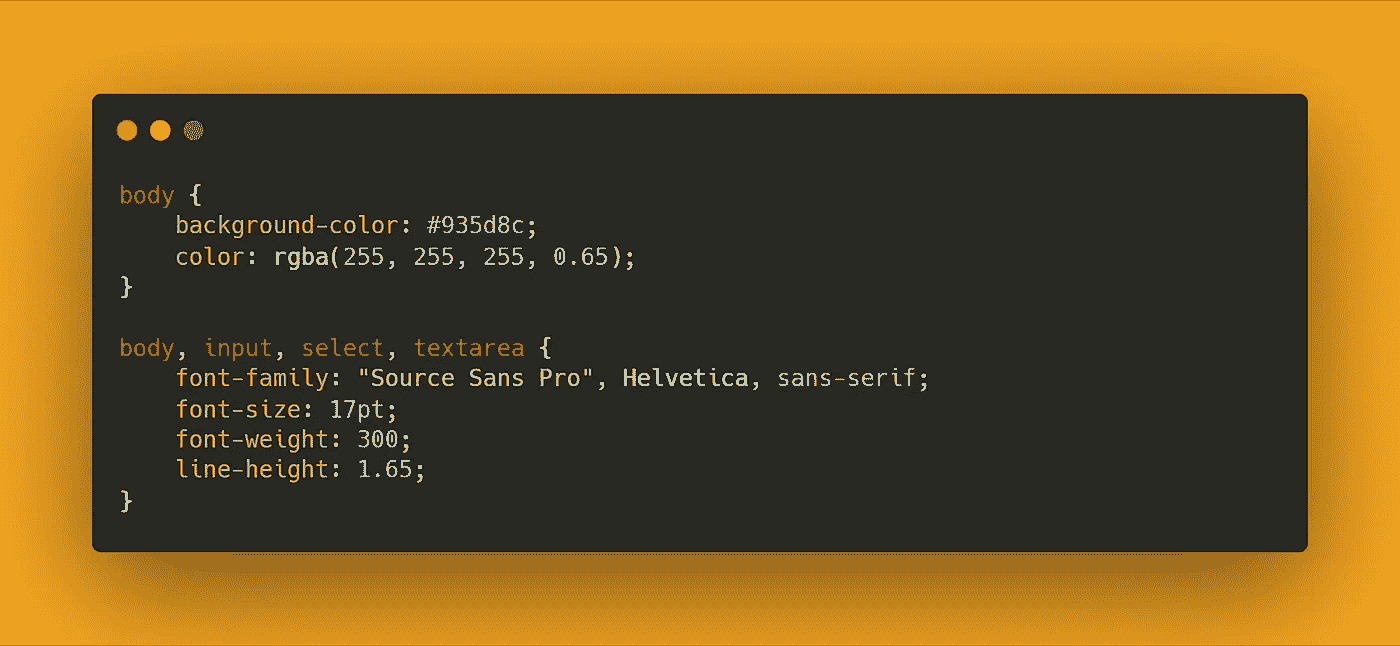 body {
    background-color: #935d8c;
    color: rgba(255, 255, 255, 0.65);
}

body, input, select, textarea {
    font-family: "Source Sans Pro", Helvetica, sans-serif;
    font-size: 17pt;
    font-weight: 300;
    line-height: 1.65;
}